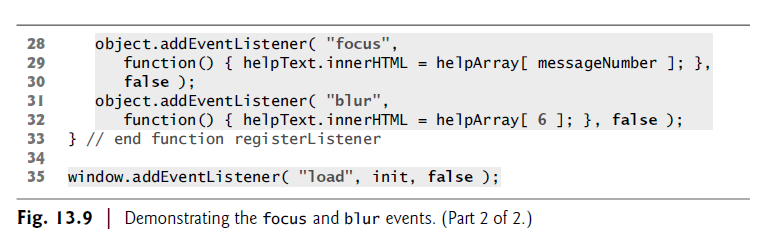 28 object.addEventListener( "focus",
29 function() { helpText.innerHTML = helpArray[ messageNumber ]; },
30 false );
31 object.addEventListener( "blur",
32 function() { helpText.innerHTML = helpArray[ 6 ]; }, false );
33 } // end function registerListener
34
35 window.addEventListener( "load", init, false );
Fig. 13.9 | Demonstrating the focus and blur events. (Part 2 of 2.)